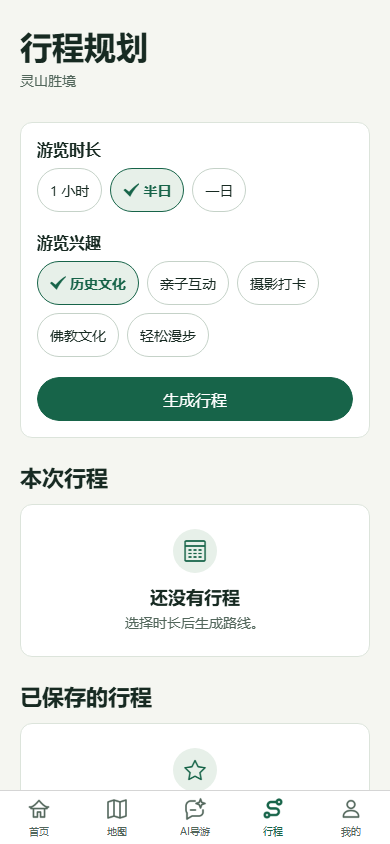 行程规划
灵山胜境
游览时长
1 小时
半日
一日
游览兴趣
历史文化
亲子互动
摄影打卡
佛教文化
轻松漫步
生成行程
本次行程
还没有行程
选择时长后生成路线。
已保存的行程
首页
地图
AI导游
行程
我的